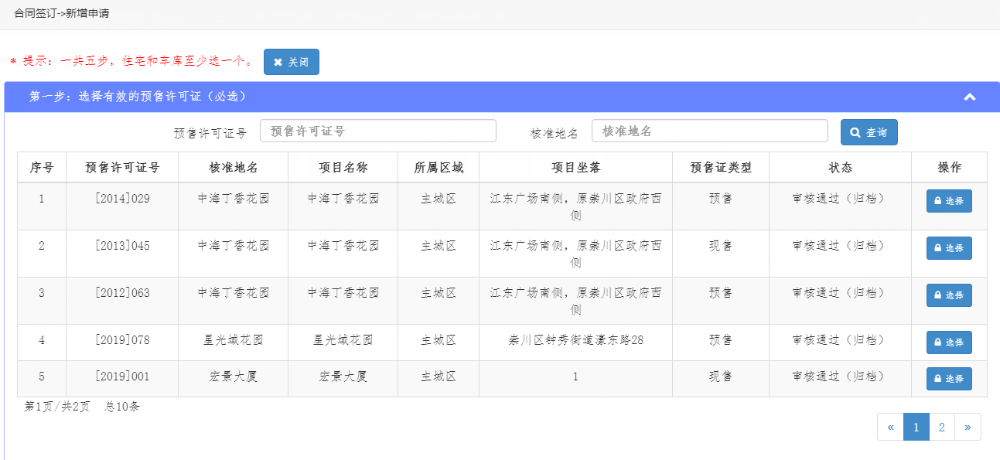 合同签订->新增申请
* 提示：一共五步，住宅和车库至少选一个。 ✖ 关闭
第一步：选择有效的预售许可证（必选）
预售许可证号 预售许可证号 核准地名 核准地名 查询
序号 预售许可证号 核准地名 项目名称 所属区域 项目坐落 预售证类型 状态 操作
1 [2014]029 中海丁香花园 中海丁香花园 主城区 江东广场南侧，原崇川区政府西 预售 审核通过（归档） 选择
侧
2 [2013]045 中海丁香花园 中海丁香花园 主城区 江东广场南侧，原崇川区政府西 现售 审核通过（归档） 选择
侧
3 [2012]063 中海丁香花园 中海丁香花园 主城区 江东广场南侧，原崇川区政府西 预售 审核通过（归档） 选择
侧
4 [2019]078 星光域花园 星光域花园 主城区 崇川区钟秀街道濠东路28 预售 审核通过（归档） 选择
5 [2019]001 宏景大厦 宏景大厦 主城区 1 现售 审核通过（归档） 选择
第1页/共2页 总10条
« 1 2 »